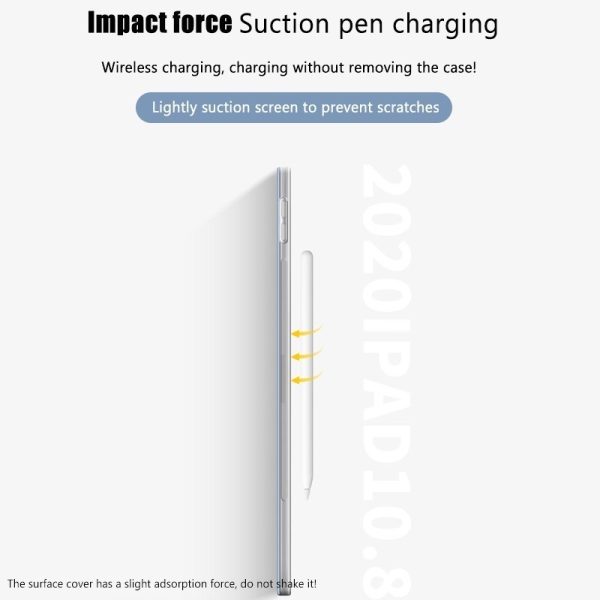 Impact force Suction pen charging
Wireless charging, charging without removing the case!
Lightly suction screen to prevent scratches
2020IPAD10.8
The surface cover has a slight adsorption force, do not shake it!